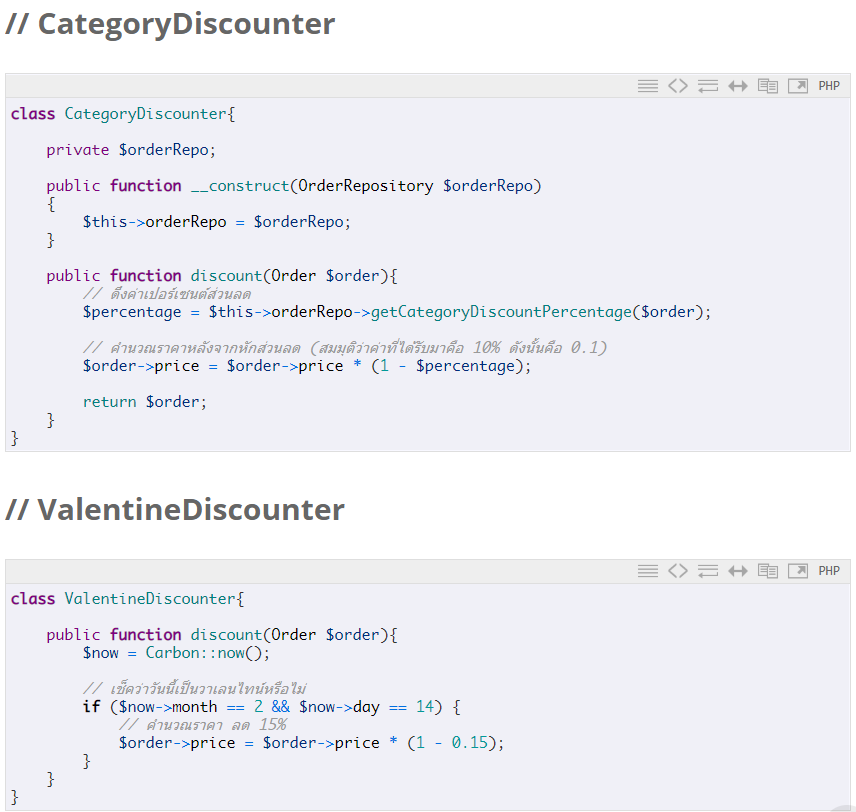 // CategoryDiscounter
PHP
class CategoryDiscounter{
private $orderRepo;
public function __construct(OrderRepository $orderRepo)
{
$this->orderRepo = $orderRepo;
}
public function discount(Order $order){
// ดึงค่าเปอร์เซนต์ส่วนลด
$percentage = $this->orderRepo->getCategoryDiscountPercentage($order);
// คำนวณราคาหลังจากหักส่วนลด (สมมุติว่าค่าที่ได้รับมาคือ 10% ดังนั้นคือ 0.1)
$order->price = $order->price * (1 - $percentage);
return $order;
}
}
// ValentineDiscounter
PHP
class ValentineDiscounter{
public function discount(Order $order){
$now = Carbon::now();
// เช็คว่าวันนี้เป็นวาเลนไทน์หรือไม่
if ($now->month == 2 && $now->day == 14) {
// คำนวณราคา ลด 15%
$order->price = $order->price * (1 - 0.15);
}
}
}